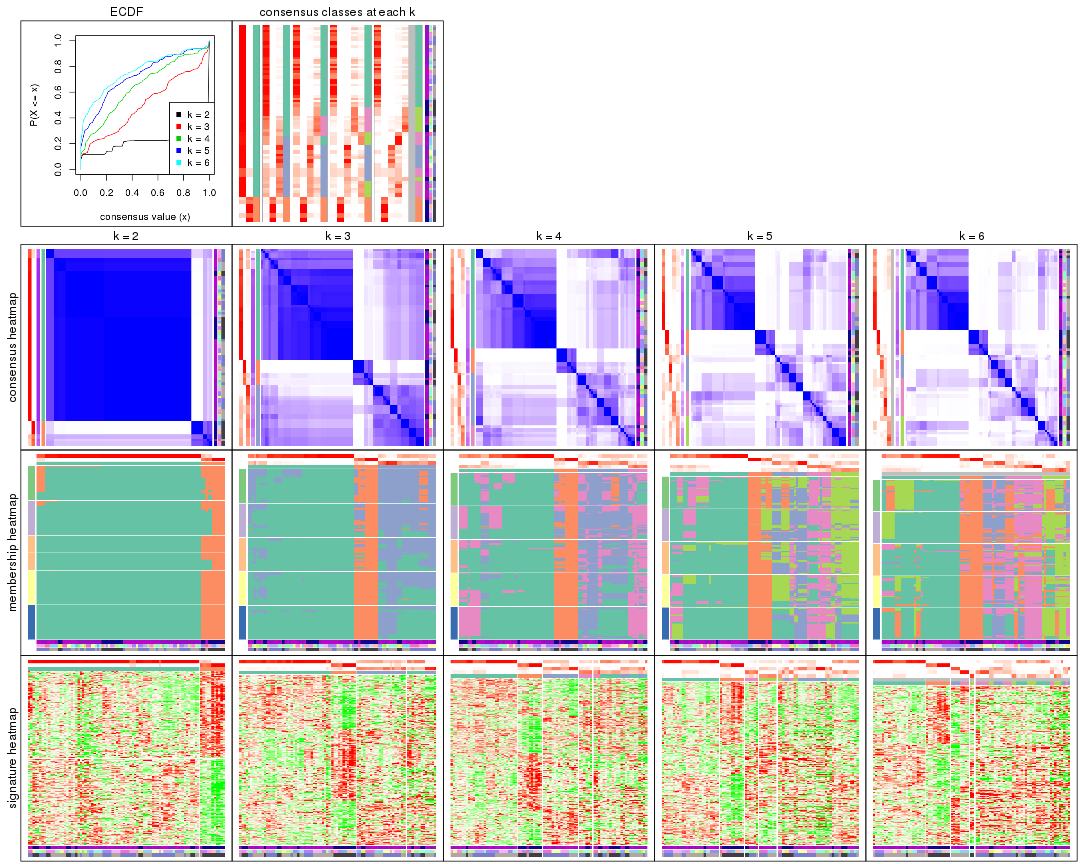 ECDF
consensus classes at each k
P(X <= x)
0.0 0.2 0.4 0.6 0.8 1.0
k = 2
k = 3
k = 4
k = 5
k = 6
0.0 0.2 0.4 0.6 0.8 1.0
consensus value (x)
k = 2
k = 3
k = 4
k = 5
k = 6
consensus heatmap
membership heatmap
signature heatmap